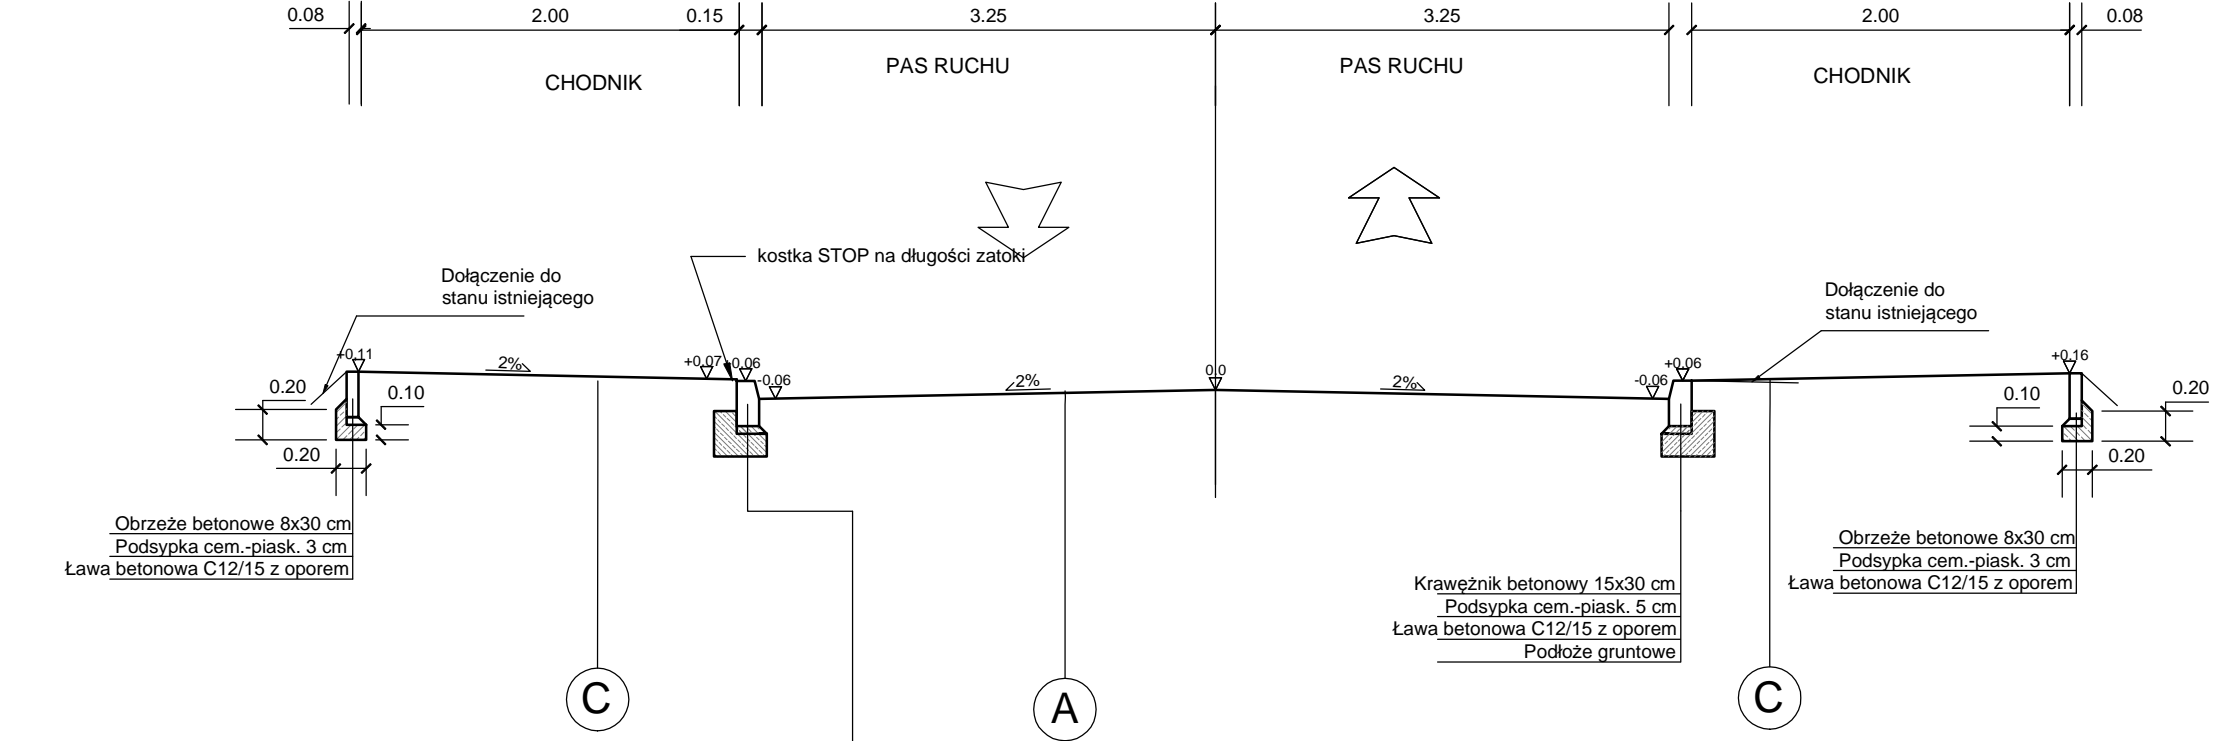 0.08
2.00
0.15
3.25
3.25
2.00
0.08
CHODNIK
PAS RUCHU
PAS RUCHU
CHODNIK
kostka STOP na długości zatoki
Dołączenie do
stanu istniejącego
Dołączenie do
stanu istniejącego
+0.11
2%
+0.07
+0.06
-0.06
2%
0.0
2%
-0.06
+0.06
+0.16
0.20
0.10
0.20
0.10
0.20
0.20
Obrzeże betonowe 8x30 cm
Podsypka cem.-piask. 3 cm
Ława betonowa C12/15 z oporem
Krawężnik betonowy 15x30 cm
Podsypka cem.-piask. 5 cm
Ława betonowa C12/15 z oporem
Podłoże gruntowe
Obrzeże betonowe 8x30 cm
Podsypka cem.-piask. 3 cm
Ława betonowa C12/15 z oporem
C
A
C